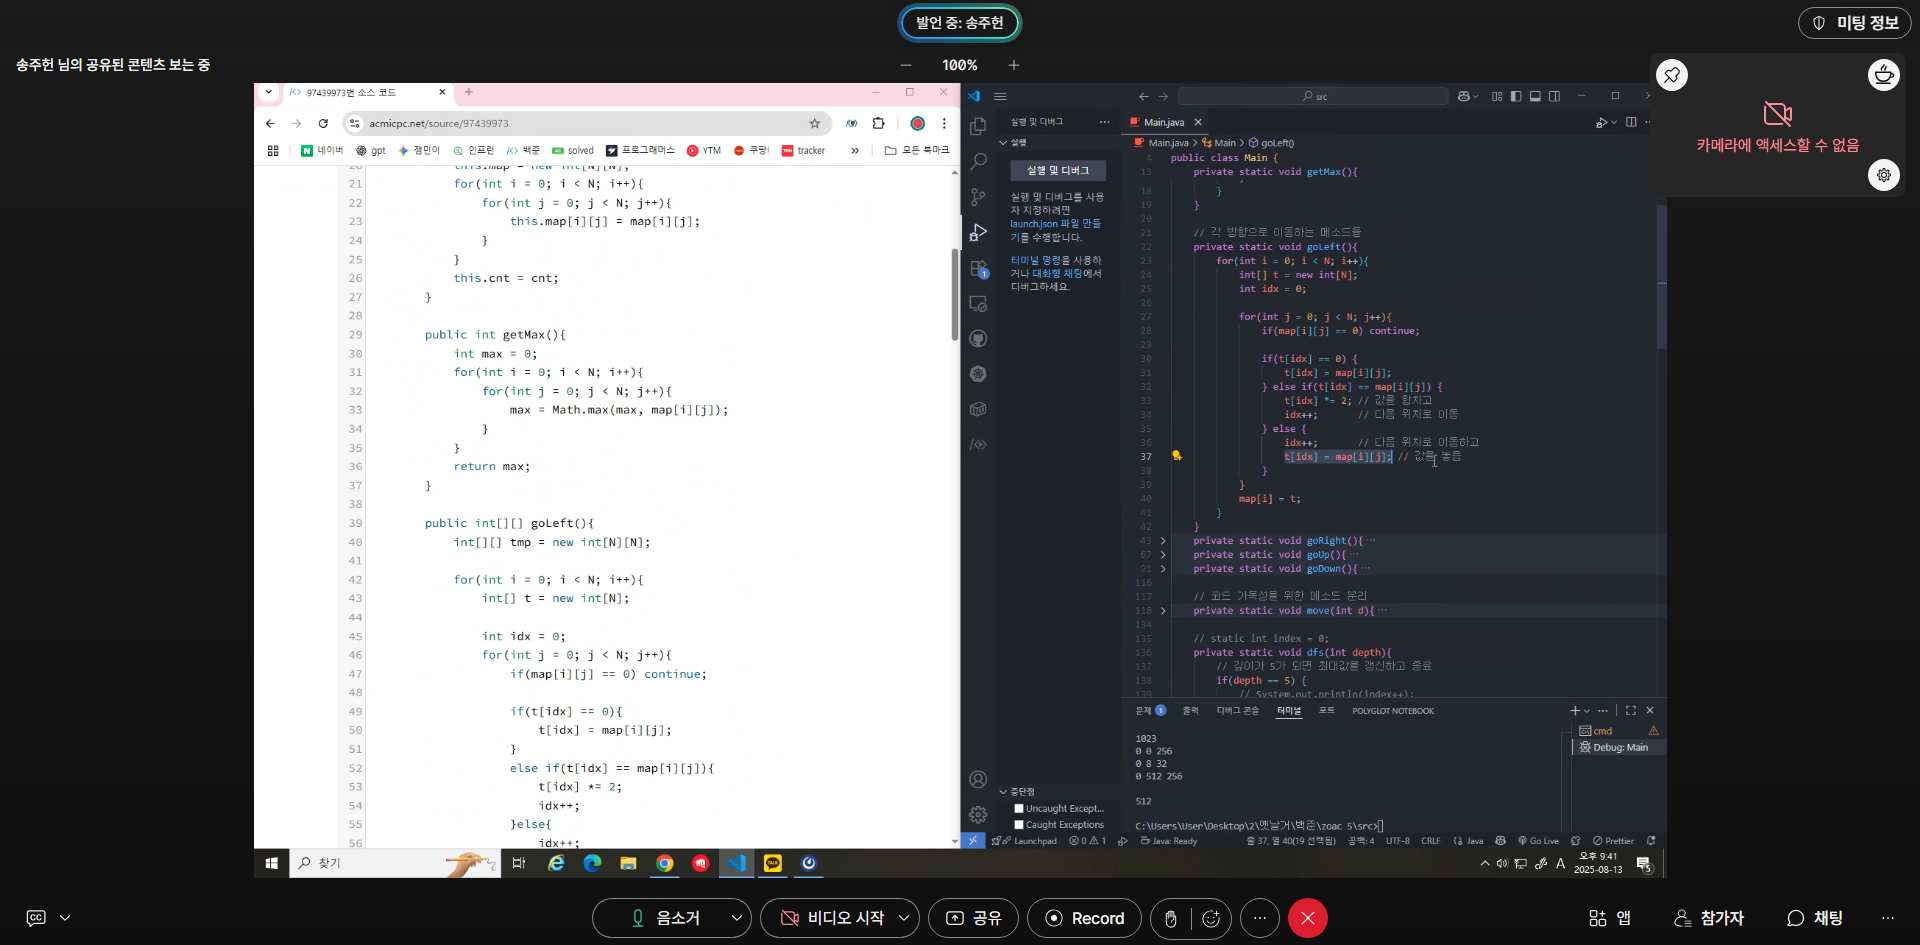 발언 중: 송주헌
미팅 정보
송주헌 님의 공유된 콘텐츠 보는 중
100%
카메라에 액세스할 수 없음
97439973번 소스 코드
acmicpc.net/source/97439973
네이버
gpt
잼민이
인프런
백준
solved
프로그래머스
YTM
쿠팡!
tracker
모든 북마크
21 for(int i = 0; i < N; i++){
22 for(int j = 0; j < N; j++){
23 this.map[i][j] = map[i][j];
24 }
25 }
26 this.cnt = cnt;
27 }
28
29 public int getMax(){
30 int max = 0;
31 for(int i = 0; i < N; i++){
32 for(int j = 0; j < N; j++){
33 max = Math.max(max, map[i][j]);
34 }
35 }
36 return max;
37 }
38
39 public int[][] goLeft(){
40 int[][] tmp = new int[N][N];
41
42 for(int i = 0; i < N; i++){
43 int[] t = new int[N];
44
45 int idx = 0;
46 for(int j = 0; j < N; j++){
47 if(map[i][j] == 0) continue;
48
49 if(t[idx] == 0){
50 t[idx] = map[i][j];
51 }
52 else if(t[idx] == map[i][j]){
53 t[idx] *= 2;
54 idx++;
55 }else{
56 idx++;
찾기
src
실행 및 디버그
실행
실행 및 디버그
실행 및 디버그를 사용
자 지정하려면
launch.json 파일 만들
기를 수행합니다.
터미널 명령을 사용하
거나 대화형 채팅에서
디버그하세요.
중단점
Uncaught Except...
Caught Exceptions
Main.java
Main.java > Main > goLeft()
4 public class Main {
13 private static void getMax(){
18 }
19 }
20
21 // 각 방향으로 이동하는 메소드들
22 private static void goLeft(){
23 for(int i = 0; i < N; i++){
24 int[] t = new int[N];
25 int idx = 0;
26
27 for(int j = 0; j < N; j++){
28 if(map[i][j] == 0) continue;
29
30 if(t[idx] == 0) {
31 t[idx] = map[i][j];
32 } else if(t[idx] == map[i][j]) {
33 t[idx] *= 2; // 값을 합치고
34 idx++; // 다음 위치로 이동
35 } else {
36 idx++; // 다음 위치로 이동하고
37 t[idx] = map[i][j]; // 값을 놓음
38 }
39 }
40 map[i] = t;
41 }
42 }
43 private static void goRight(){ ...
67 private static void goUp(){ ...
91 private static void goDown(){ ...
116
117 // 코드 가독성을 위한 메소드 분리
118 private static void move(int d){ ...
134
135 // static int index = 0;
136 private static void dfs(int depth){
137 // 깊이가 5가 되면 최대값을 갱신하고 종료
138 if(depth == 5) {
139 // System.out.println(index++);
문제 1 출력 디버그 콘솔 터미널 포트 POLYGLOT NOTEBOOK
cmd
Debug: Main
1023
0 0 256
0 8 32
0 512 256
512
C:\Users\User\Desktop\2\옛날거\백준\zoac 5\src>
Launchpad 0 1 Java: Ready 줄 37, 열 40(19 선택됨) 공백: 4 UTF-8 CRLF Java Go Live Prettier
A
오후 9:41
2025-08-13
5
CC
음소거
비디오 시작
공유
Record
앱
참가자
채팅